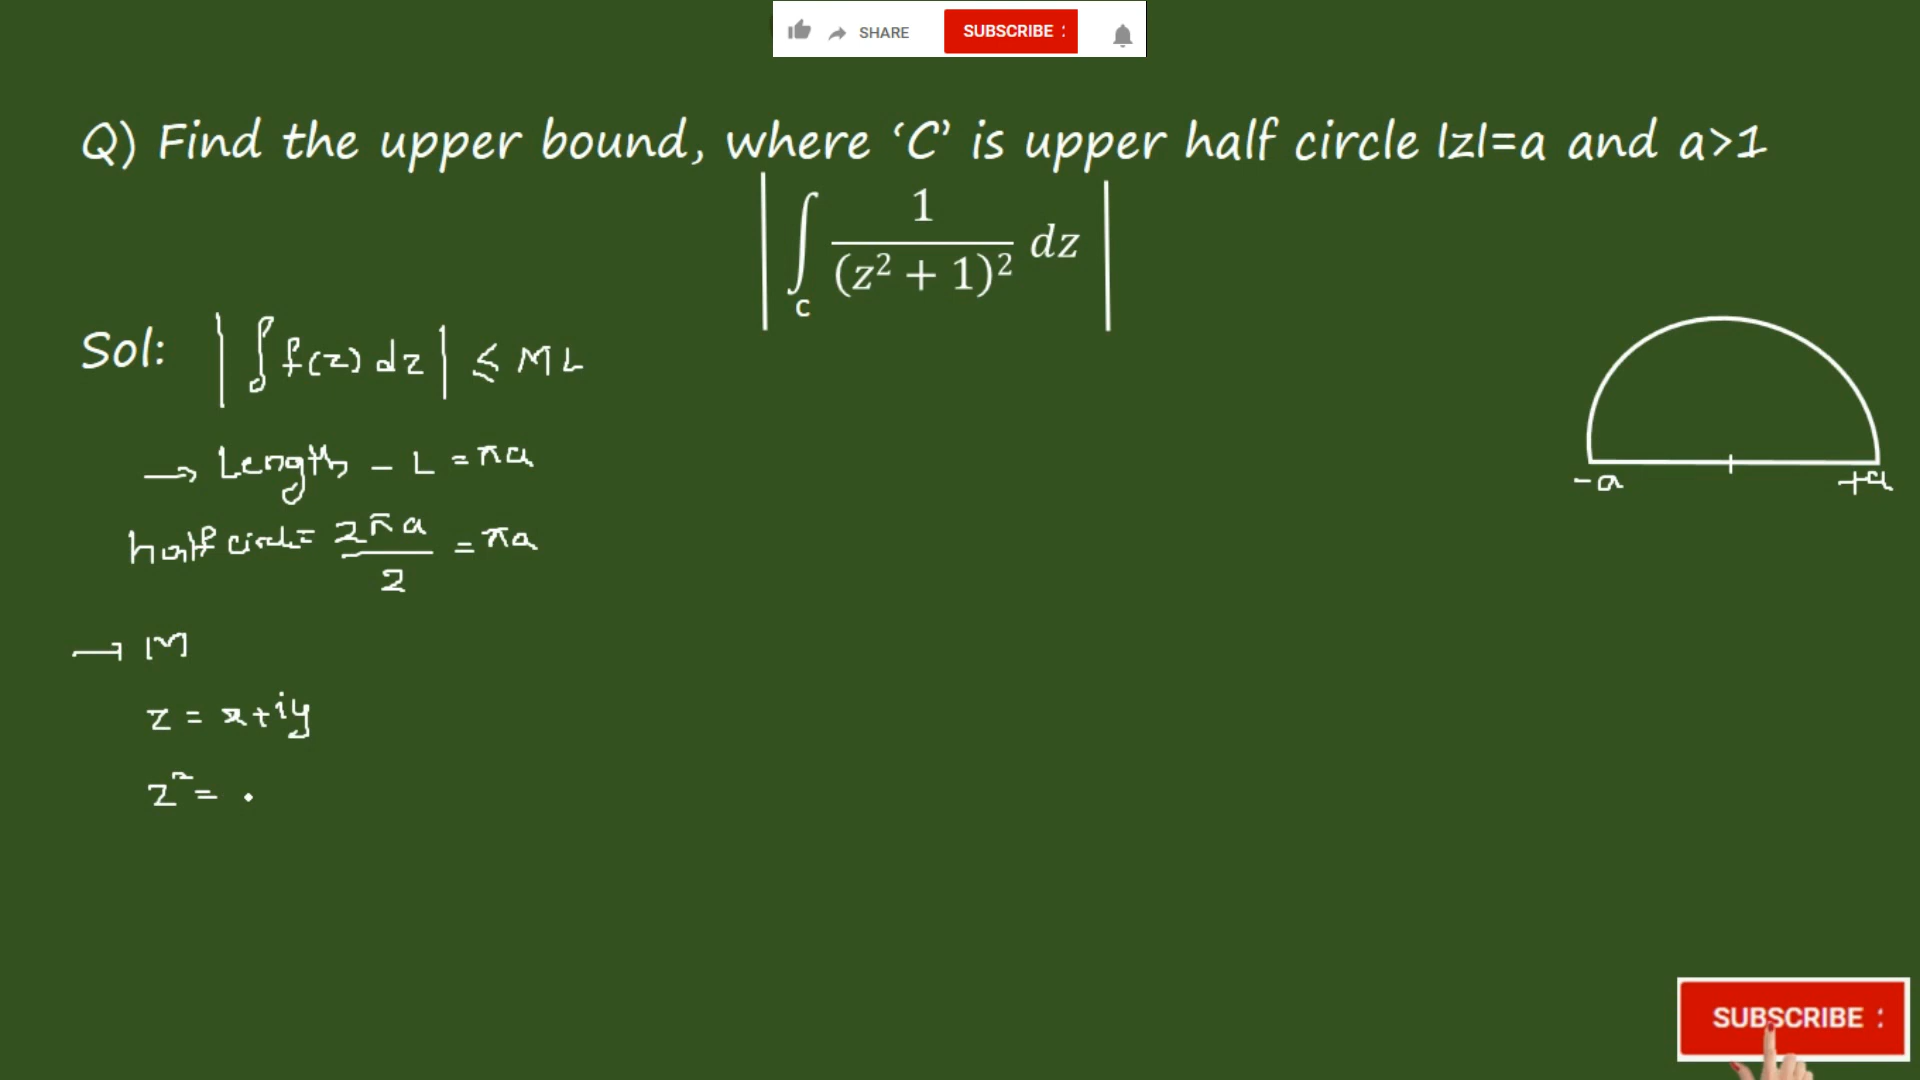 SHARE SUBSCRIBE
Q) Find the upper bound, where ‘C’ is upper half circle |z|=a and a>1
| ∫_C 1/(z² + 1)² dz |
Sol: | ∫ f(z) dz | ≤ ML
→ Length - L = πa
half circle = 2πa/2 = πa
-a +a
→ M
z = x+iy
z² = .
SUBSCRIBE